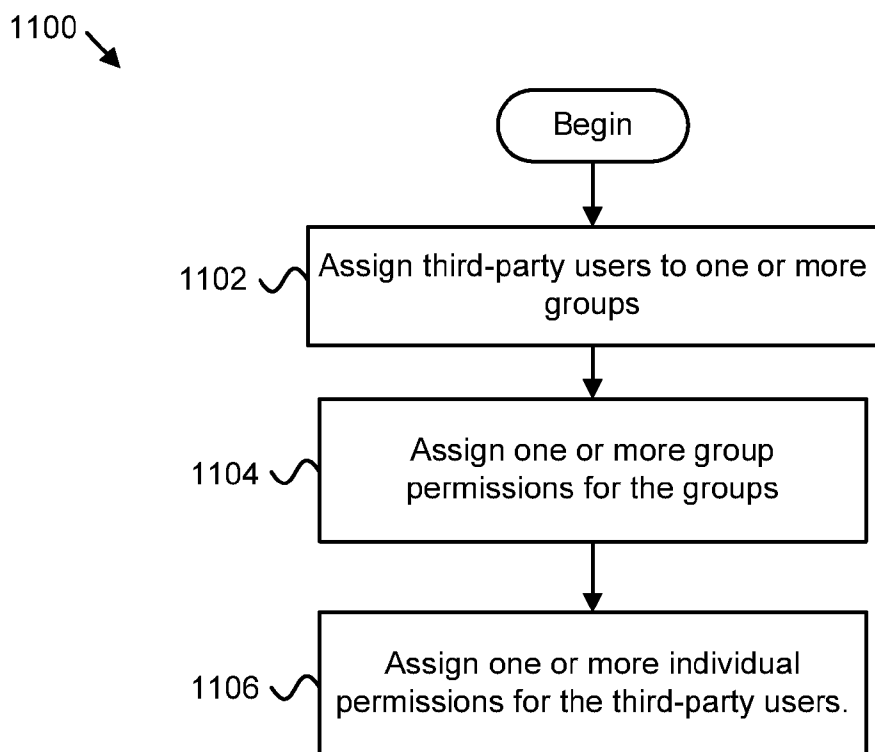 1100
Begin
1102
Assign third-party users to one or more
groups
1104
Assign one or more group
permissions for the groups
1106
Assign one or more individual
permissions for the third-party users.